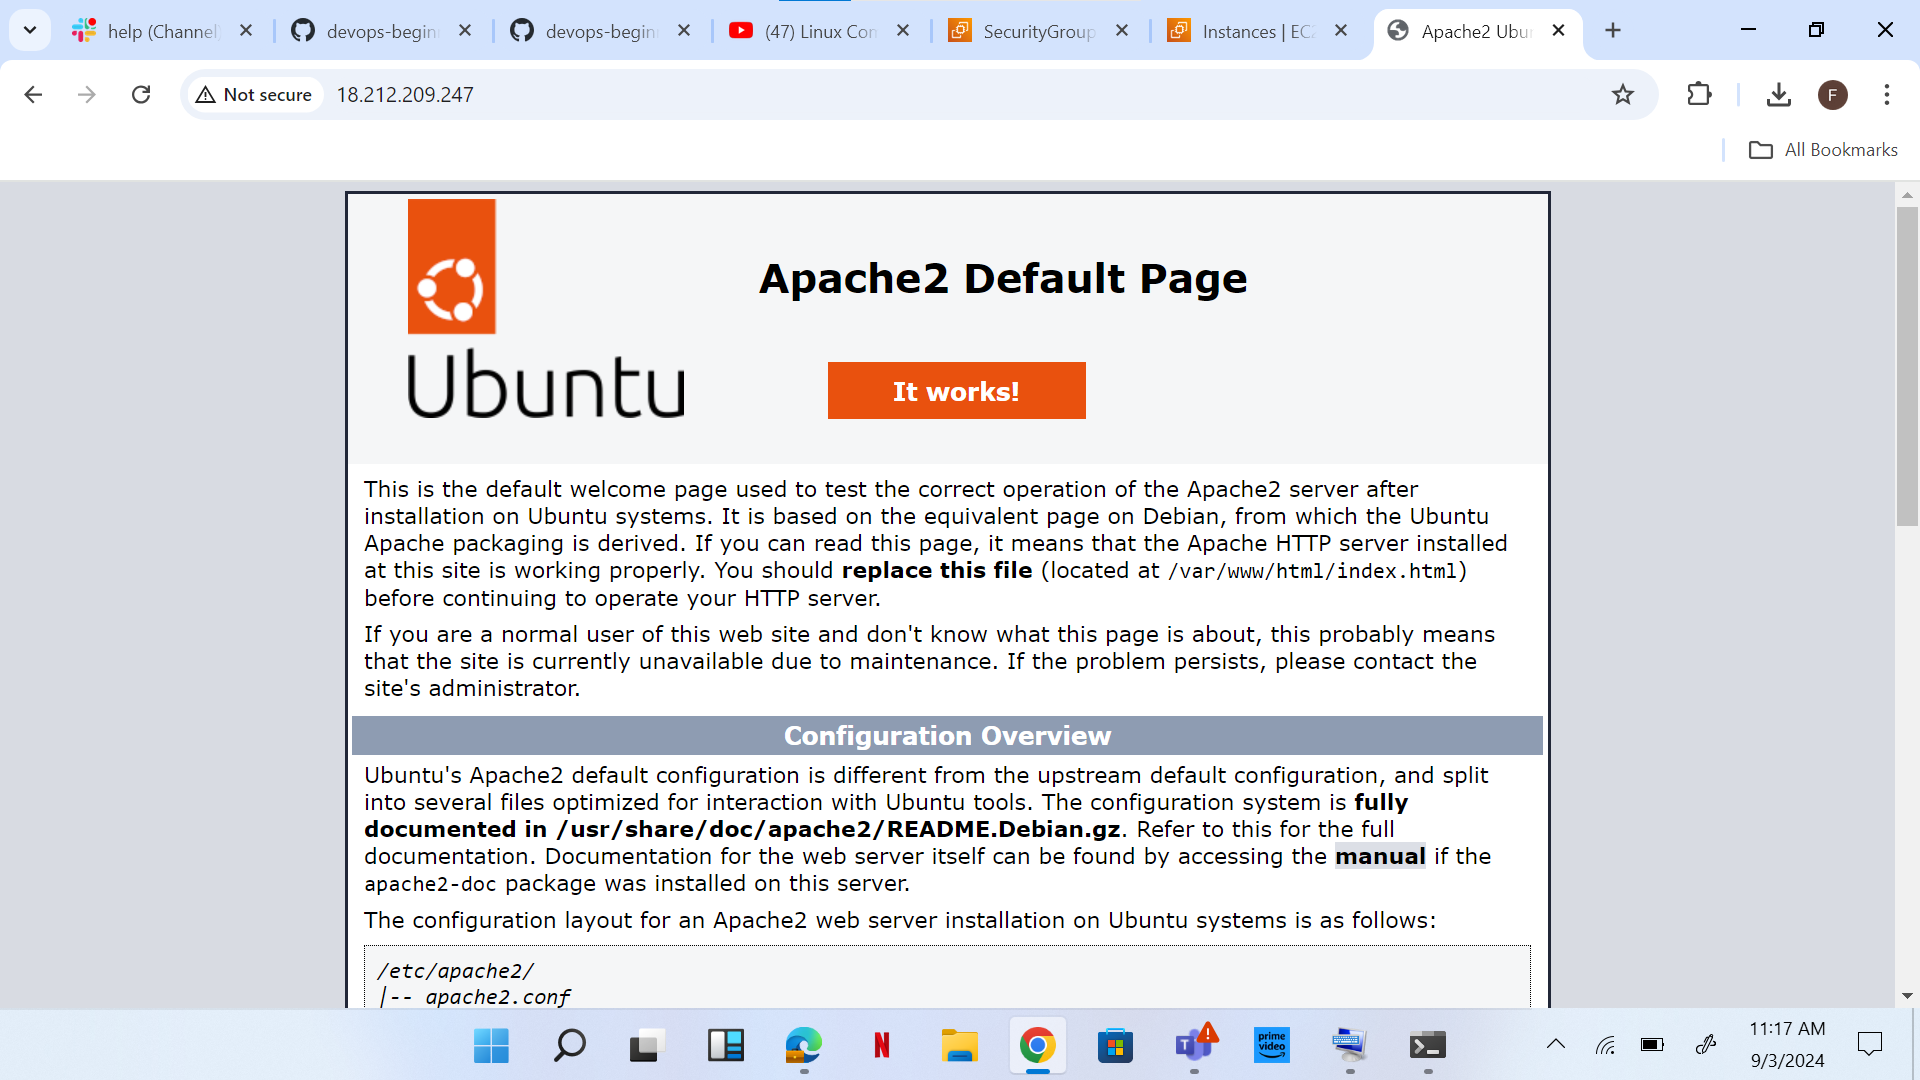 help (Channel
devops-begin
devops-begin
(47) Linux Con
SecurityGroup
Instances | EC2
Apache2 Ubu
Not secure
18.212.209.247
F
All Bookmarks
Ubuntu
Apache2 Default Page
It works!
This is the default welcome page used to test the correct operation of the Apache2 server after
installation on Ubuntu systems. It is based on the equivalent page on Debian, from which the Ubuntu
Apache packaging is derived. If you can read this page, it means that the Apache HTTP server installed
at this site is working properly. You should replace this file (located at /var/www/html/index.html)
before continuing to operate your HTTP server.
If you are a normal user of this web site and don't know what this page is about, this probably means
that the site is currently unavailable due to maintenance. If the problem persists, please contact the
site's administrator.
Configuration Overview
Ubuntu's Apache2 default configuration is different from the upstream default configuration, and split
into several files optimized for interaction with Ubuntu tools. The configuration system is fully
documented in /usr/share/doc/apache2/README.Debian.gz. Refer to this for the full
documentation. Documentation for the web server itself can be found by accessing the manual if the
apache2-doc package was installed on this server.
The configuration layout for an Apache2 web server installation on Ubuntu systems is as follows:
/etc/apache2/
|-- apache2.conf
N
prime
video
11:17 AM
9/3/2024